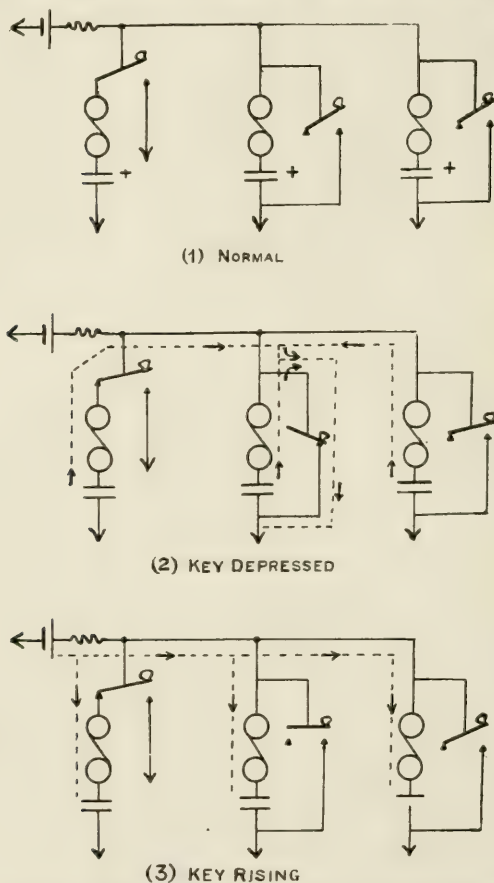 +
+
+
(1) NORMAL
(2) KEY DEPRESSED
(3) KEY RISING